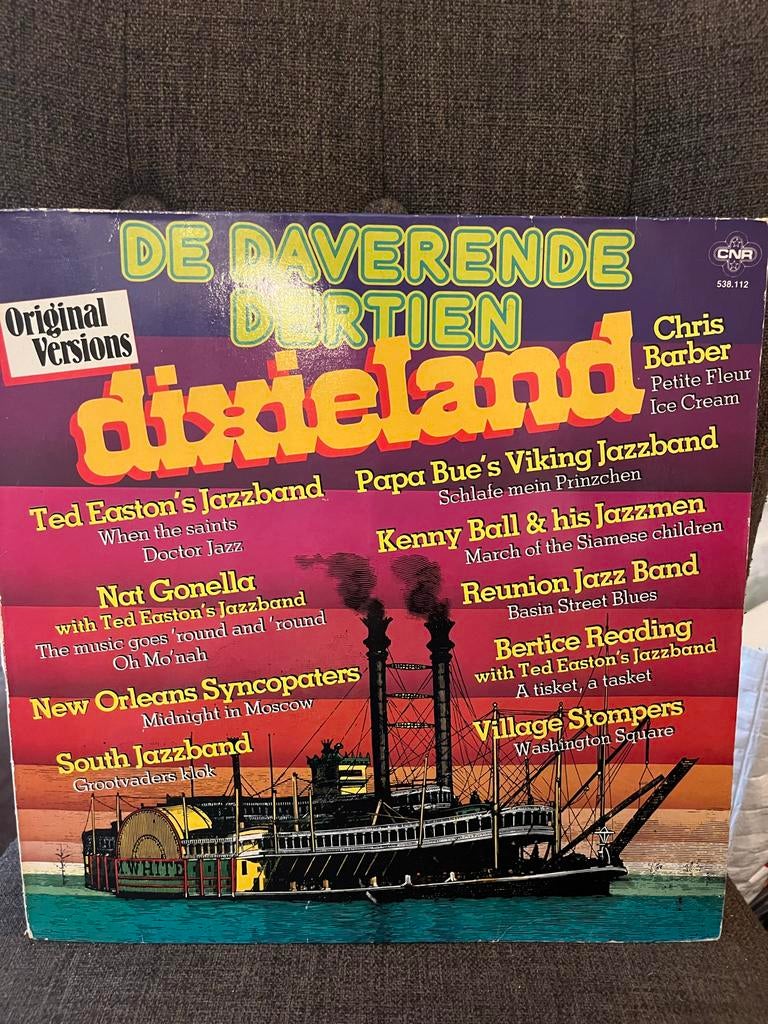 DE DAVERENDE
DERTIEN
dixieland
CNR
538.112
Original
Versions
Chris
Barber
Petite Fleur
Ice Cream
Ted Easton's Jazzband
When the saints
Doctor Jazz
Nat Gonella
with Ted Easton's Jazzband
The music goes 'round and 'round
Oh Mo'nah
New Orleans Syncopaters
Midnight in Moscow
South Jazzband
Grootvaders klok
Papa Bue's Viking Jazzband
Schlafe mein Prinzchen
Kenny Ball & his Jazzmen
March of the Siamese children
Reunion Jazz Band
Basin Street Blues
Bertice Reading
with Ted Easton's Jazzband
A tisket, a tasket
Village Stompers
Washington Square